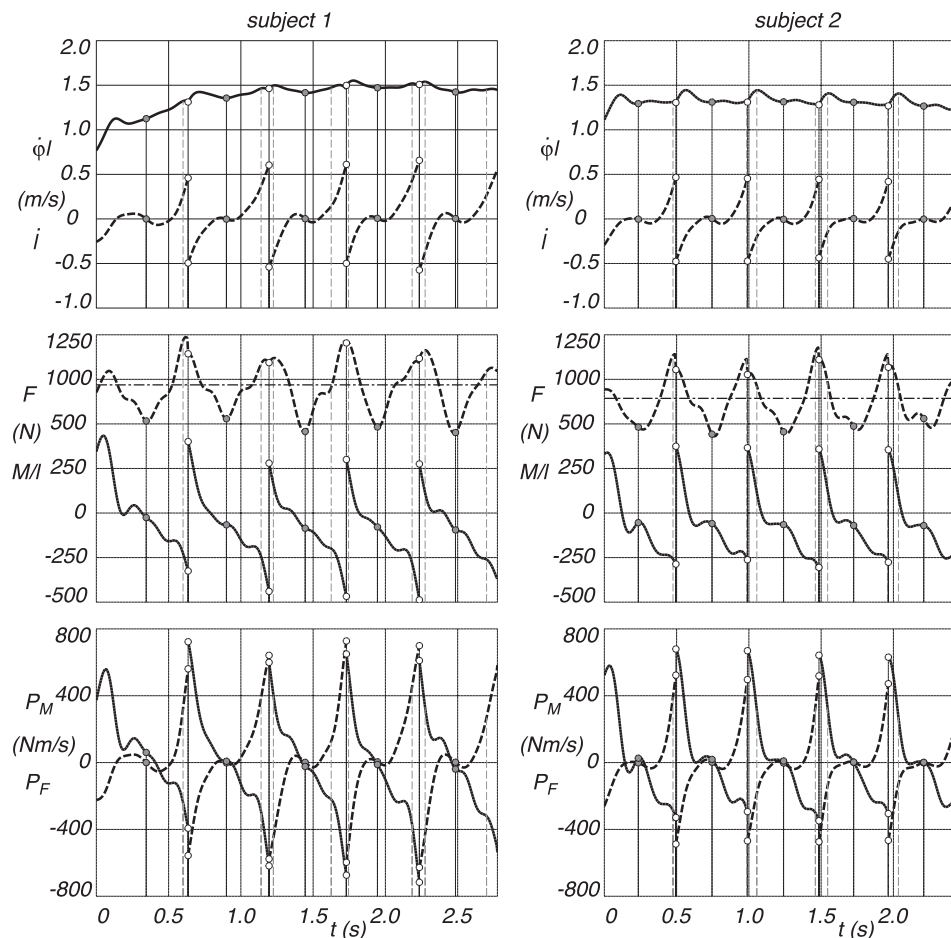 subject 1
subject 2
2.0
1.5
1.0
φ̇l
0.5
(m/s)
0
l̇
-0.5
-1.0
2.0
1.5
1.0
φ̇l
0.5
(m/s)
0
l̇
-0.5
-1.0
1250
1000
F
500
(N)
M/l
250
0
-250
-500
1250
1000
F
500
(N)
M/l
250
0
-250
-500
800
400
P_M
(Nm/s)
0
P_F
-400
-800
800
400
P_M
(Nm/s)
0
P_F
-400
-800
0 0.5 1.0 1.5 2.0 2.5
t (s)
0 0.5 1.0 1.5 2.0
t (s)